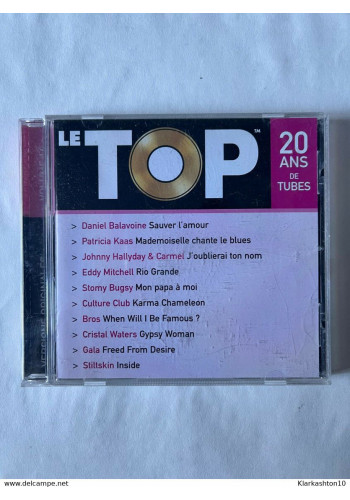 LE TOP™
20
ANS
DE
TUBES
> Daniel Balavoine Sauver l'amour
> Patricia Kaas Mademoiselle chante le blues
> Johnny Hallyday & Carmel J'oublierai ton nom
> Eddy Mitchell Rio Grande
> Stomy Bugsy Mon papa à moi
> Culture Club Karma Chameleon
> Bros When Will I Be Famous ?
> Cristal Waters Gypsy Woman
> Gala Freed From Desire
> Stiltskin Inside
www.delcampe.net
Klarkashton10